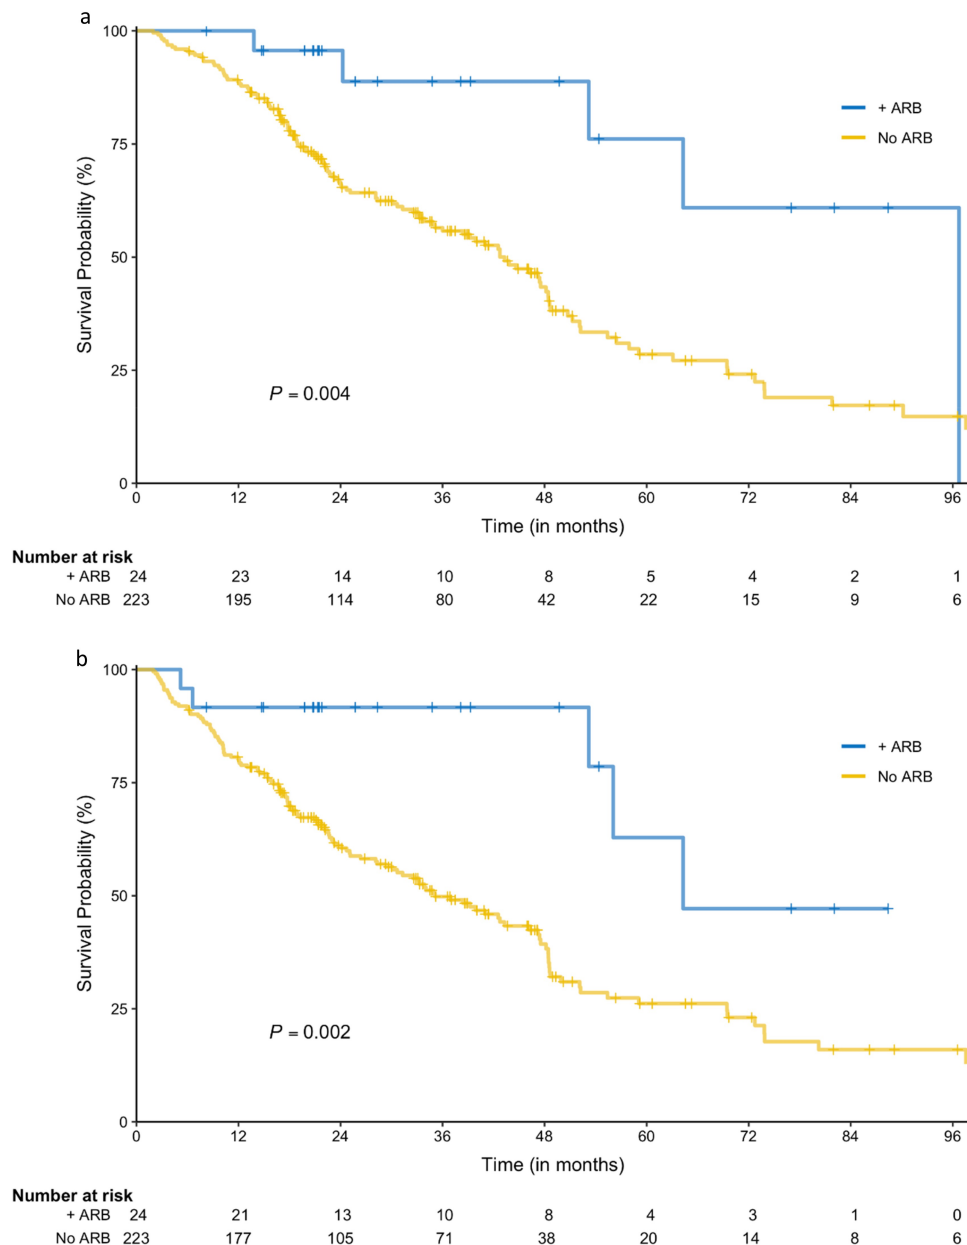 a
100
75
50
25
0
Survival Probability (%)
+ ARB
No ARB
P = 0.004
0 12 24 36 48 60 72 84 96
Time (in months)
Number at risk
+ ARB 24 23 14 10 8 5 4 2 1
No ARB 223 195 114 80 42 22 15 9 6
b
100
75
50
25
0
Survival Probability (%)
+ ARB
No ARB
P = 0.002
0 12 24 36 48 60 72 84 96
Time (in months)
Number at risk
+ ARB 24 21 13 10 8 4 3 1 0
No ARB 223 177 105 71 38 20 14 8 6